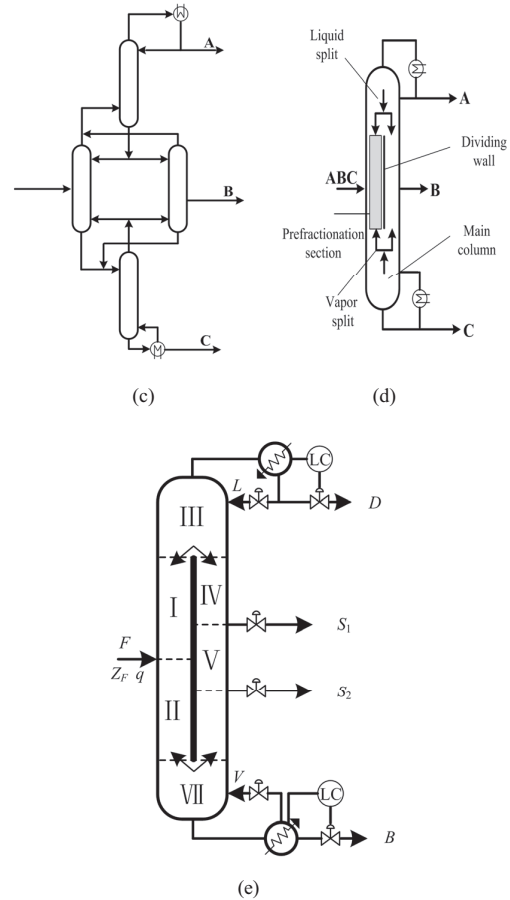 A
B
C
(c)
Liquid
split
A
Dividing
wall
ABC
B
Prefractionation
section
Main
column
Vapor
split
C
(d)
LC
L
D
III
I
IV
S1
F
ZF q
V
S2
II
V
VII
LC
B
(e)